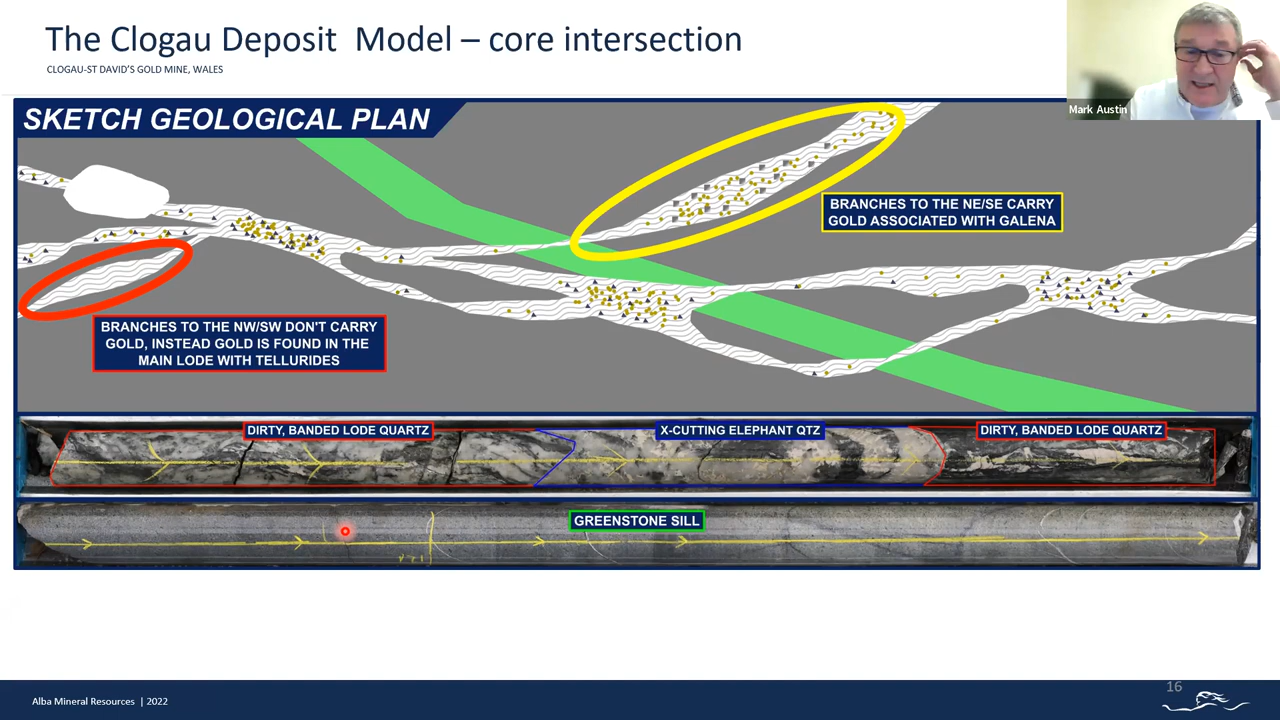 The Clogau Deposit Model – core intersection
CLOGAU-ST DAVID'S GOLD MINE, WALES
Mark Austin
SKETCH GEOLOGICAL PLAN
BRANCHES TO THE NE/SE CARRY
GOLD ASSOCIATED WITH GALENA
BRANCHES TO THE NW/SW DON'T CARRY
GOLD, INSTEAD GOLD IS FOUND IN THE
MAIN LODE WITH TELLURIDES
DIRTY, BANDED LODE QUARTZ
X-CUTTING ELEPHANT QTZ
DIRTY, BANDED LODE QUARTZ
GREENSTONE SILL
16
Alba Mineral Resources | 2022